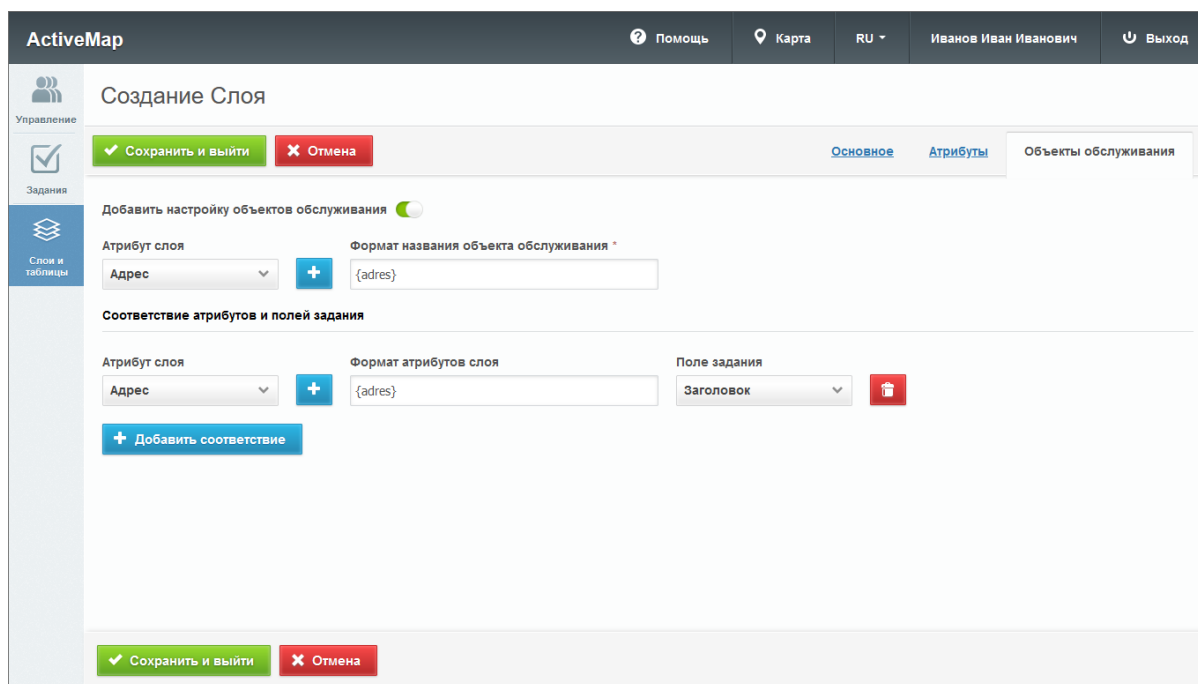 ActiveMap
Помощь
Карта
RU
Иванов Иван Иванович
Выход
Управление
Задания
Слои и
таблицы
Создание Слоя
Сохранить и выйти
Отмена
Основное
Атрибуты
Объекты обслуживания
Добавить настройку объектов обслуживания
Атрибут слоя
Формат названия объекта обслуживания *
Адрес
{adres}
Соответствие атрибутов и полей задания
Атрибут слоя
Формат атрибутов слоя
Поле задания
Адрес
{adres}
Заголовок
Добавить соответствие
Сохранить и выйти
Отмена